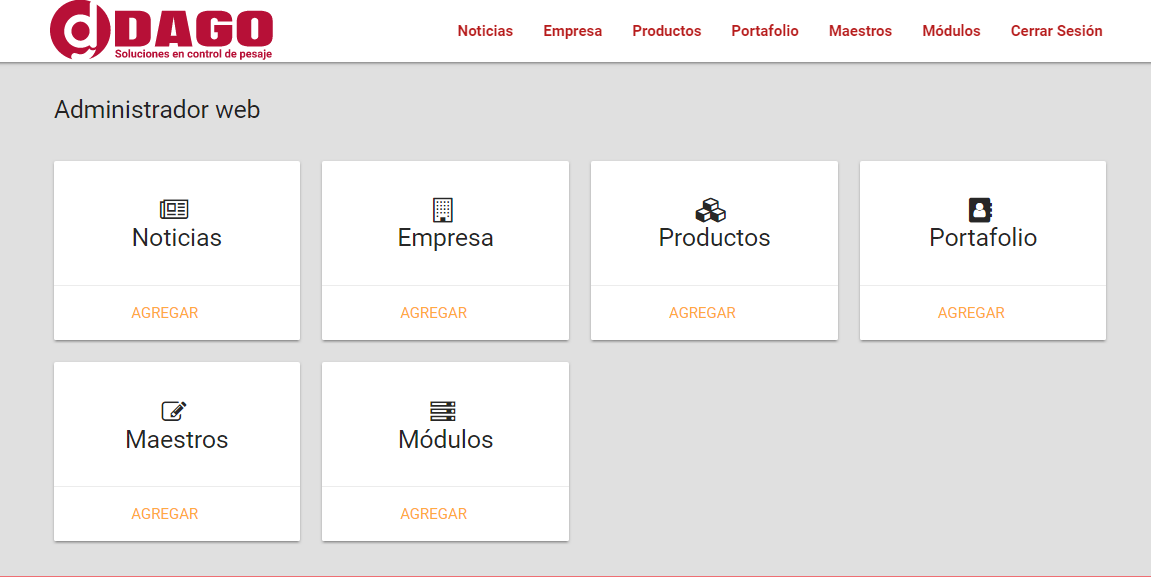 DAGO
Soluciones en control de pesaje
Noticias Empresa Productos Portafolio Maestros Módulos Cerrar Sesión
Administrador web
Noticias
AGREGAR
Empresa
AGREGAR
Productos
AGREGAR
Portafolio
AGREGAR
Maestros
AGREGAR
Módulos
AGREGAR